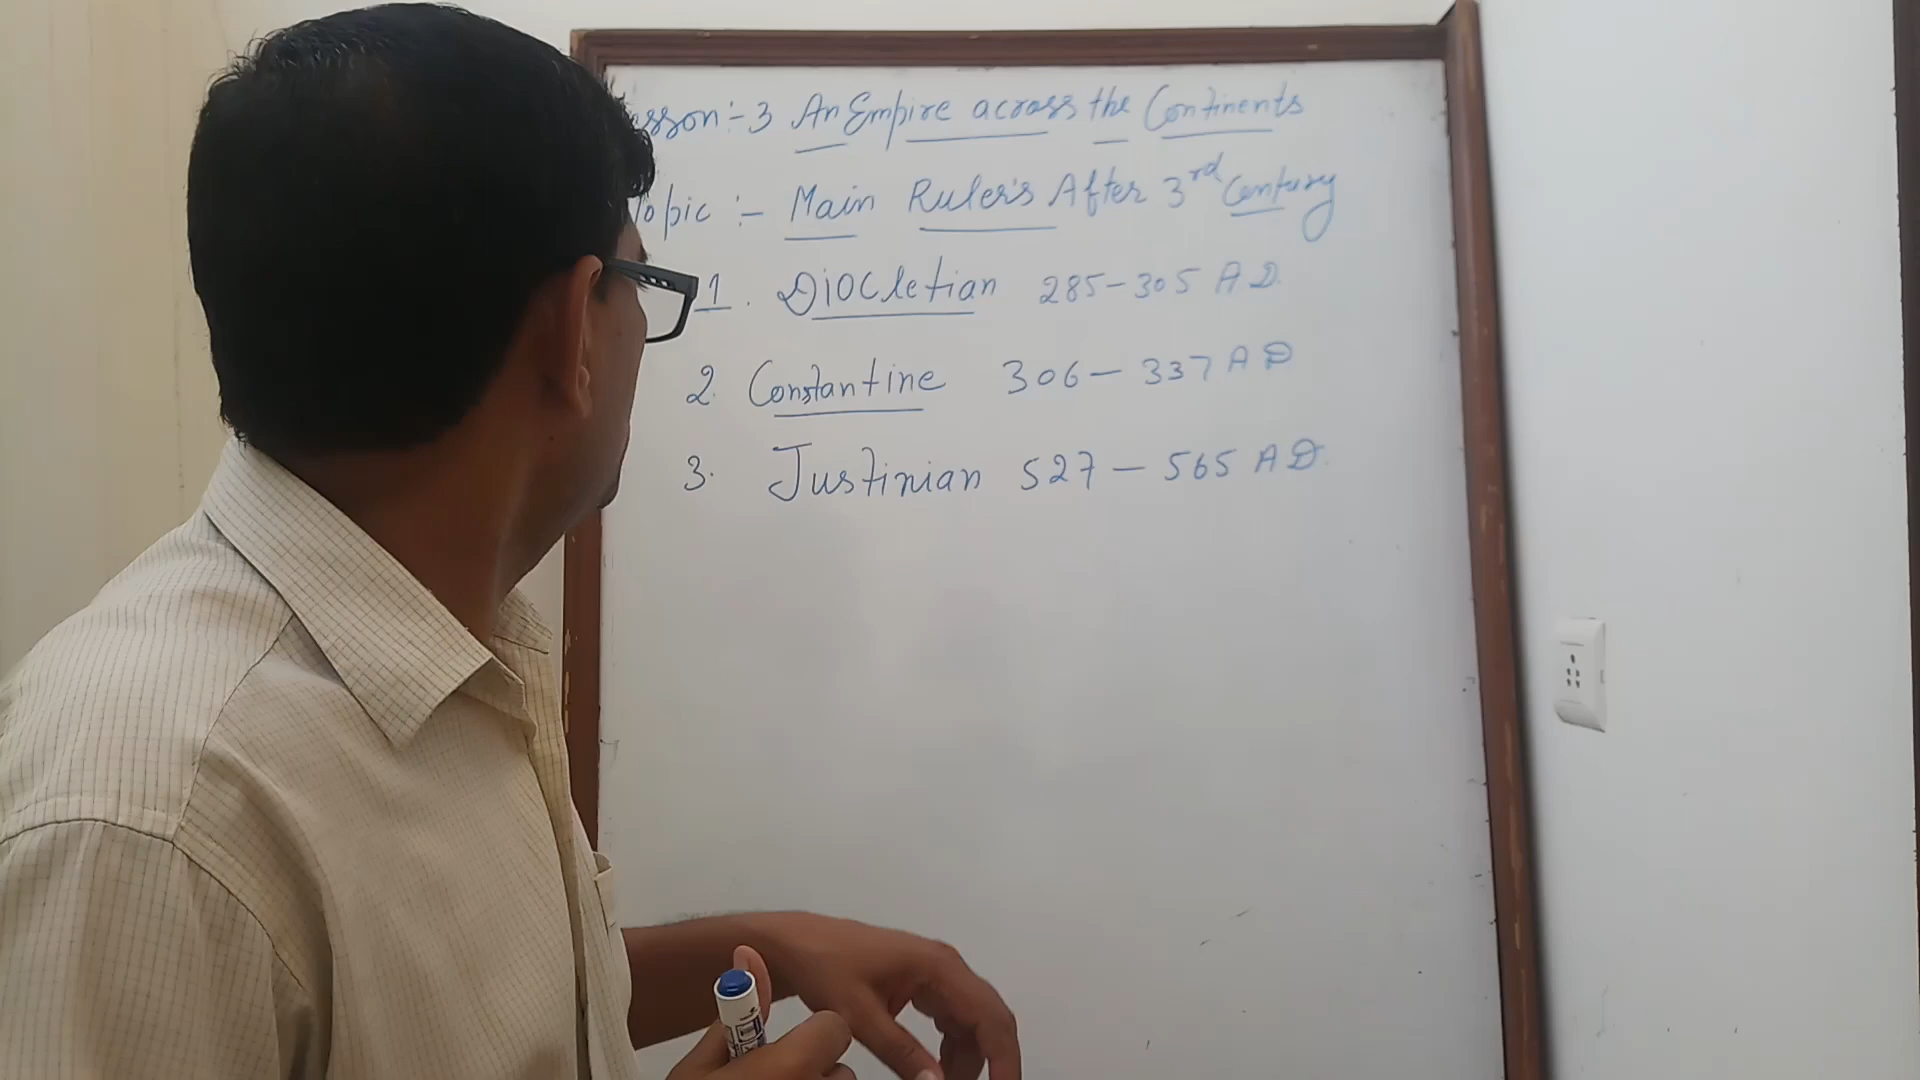 esson:-3 An Empire across the Continents
Topic :- Main Ruler's After 3rd Century
1. Diocletian 285-305 A D.
2. Constantine 306 - 337 A D
3. Justinian 527 - 565 A D.